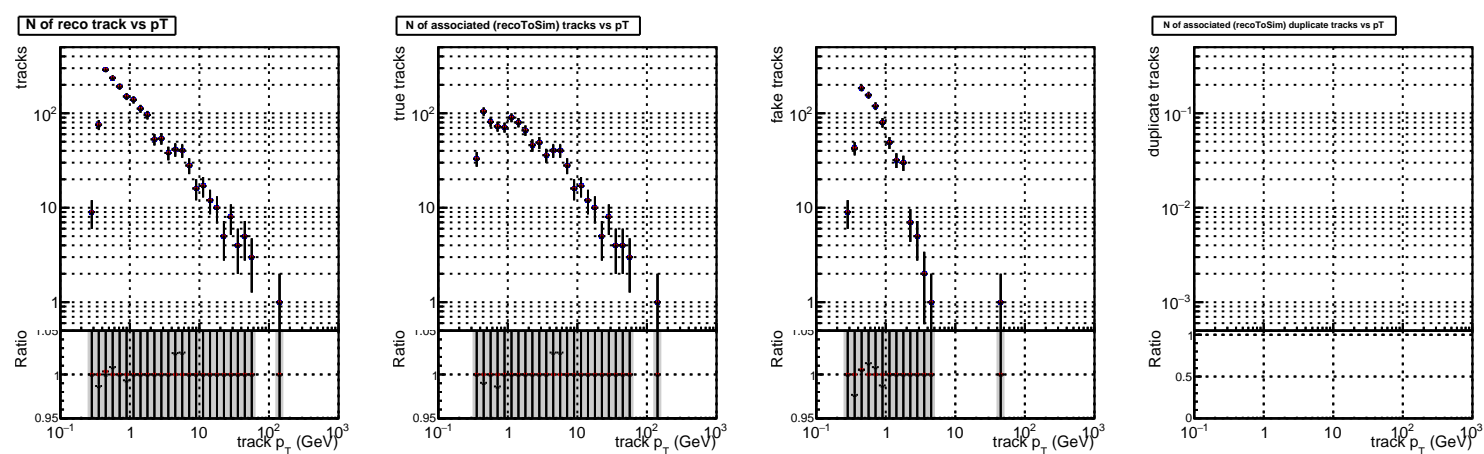 N of reco track vs pT
tracks
10²
10
1
Ratio
1.05
1
0.95
10⁻¹ 1 10 10² 10³
track p_T (GeV)
N of associated (recoToSim) tracks vs pT
true tracks
10²
10
1
Ratio
1.05
1
0.95
10⁻¹ 1 10 10² 10³
track p_T (GeV)
fake tracks
10²
10
1
Ratio
1.05
1
0.95
10⁻¹ 1 10 10² 10³
track p_T (GeV)
N of associated (recoToSim) duplicate tracks vs pT
duplicate tracks
10⁻¹
10⁻²
10⁻³
Ratio
1
0.5
0
10⁻¹ 1 10 10² 10³
track p_T (GeV)